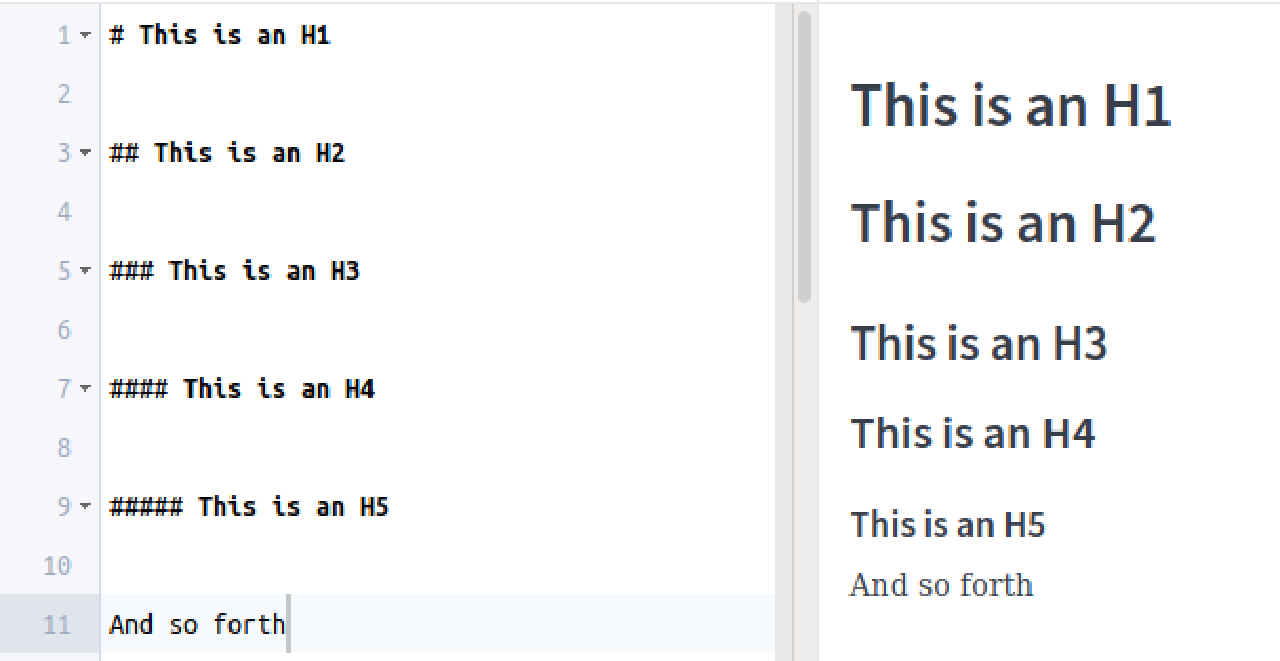 1 # This is an H1
2
3 ## This is an H2
4
5 ### This is an H3
6
7 #### This is an H4
8
9 ##### This is an H5
10
11 And so forth
This is an H1
This is an H2
This is an H3
This is an H4
This is an H5
And so forth